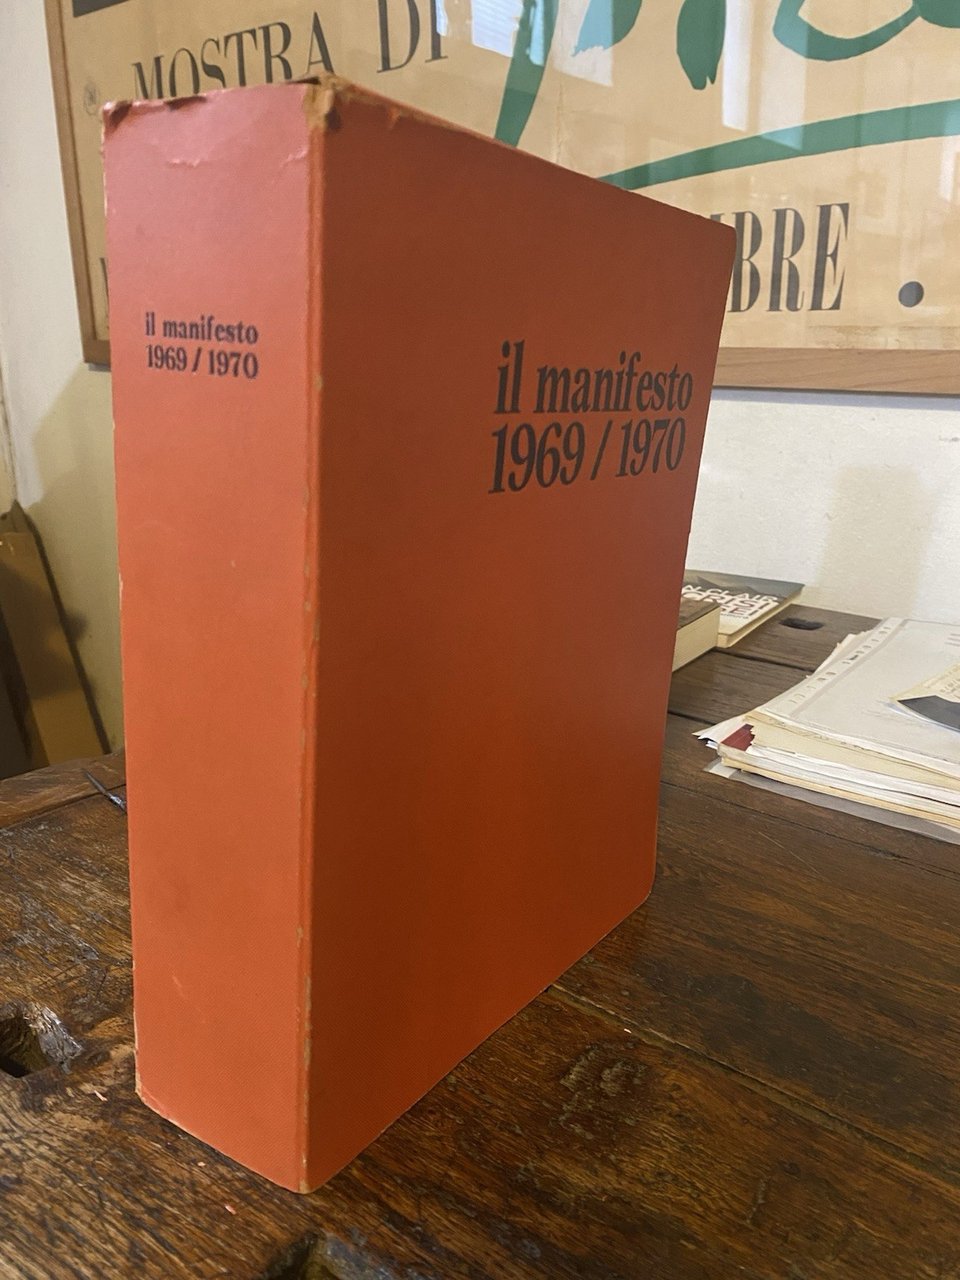 MOSTRA DI
BRE .
il manifesto
1969 / 1970
il manifesto
1969 / 1970